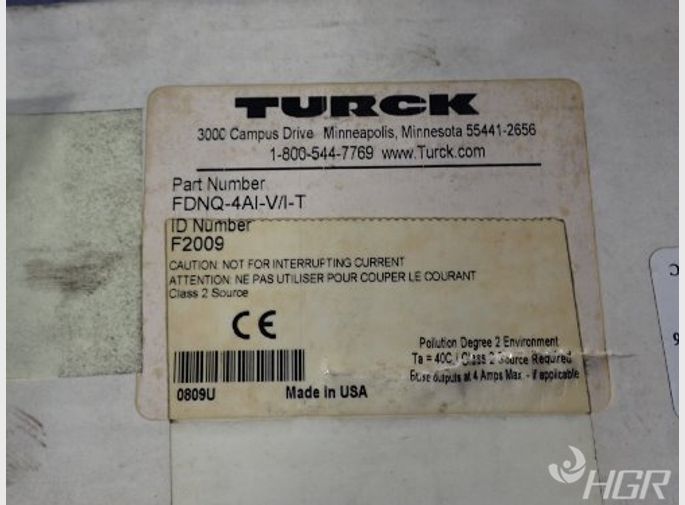 TURCK
3000 Campus Drive Minneapolis, Minnesota 55441-2656
1-800-544-7769 www.Turck.com
Part Number
FDNQ-4AI-V/I-T
ID Number
F2009
CAUTION: NOT FOR INTERRUPTING CURRENT
ATTENTION: NE PAS UTILISER POUR COUPER LE COURANT
Class 2 Source
CE
Pollution Degree 2 Environment
Ta = 40C Class 2 Source Required
Fuse outputs at 4 Amps Max. - if applicable
0809U
Made in USA
HGR